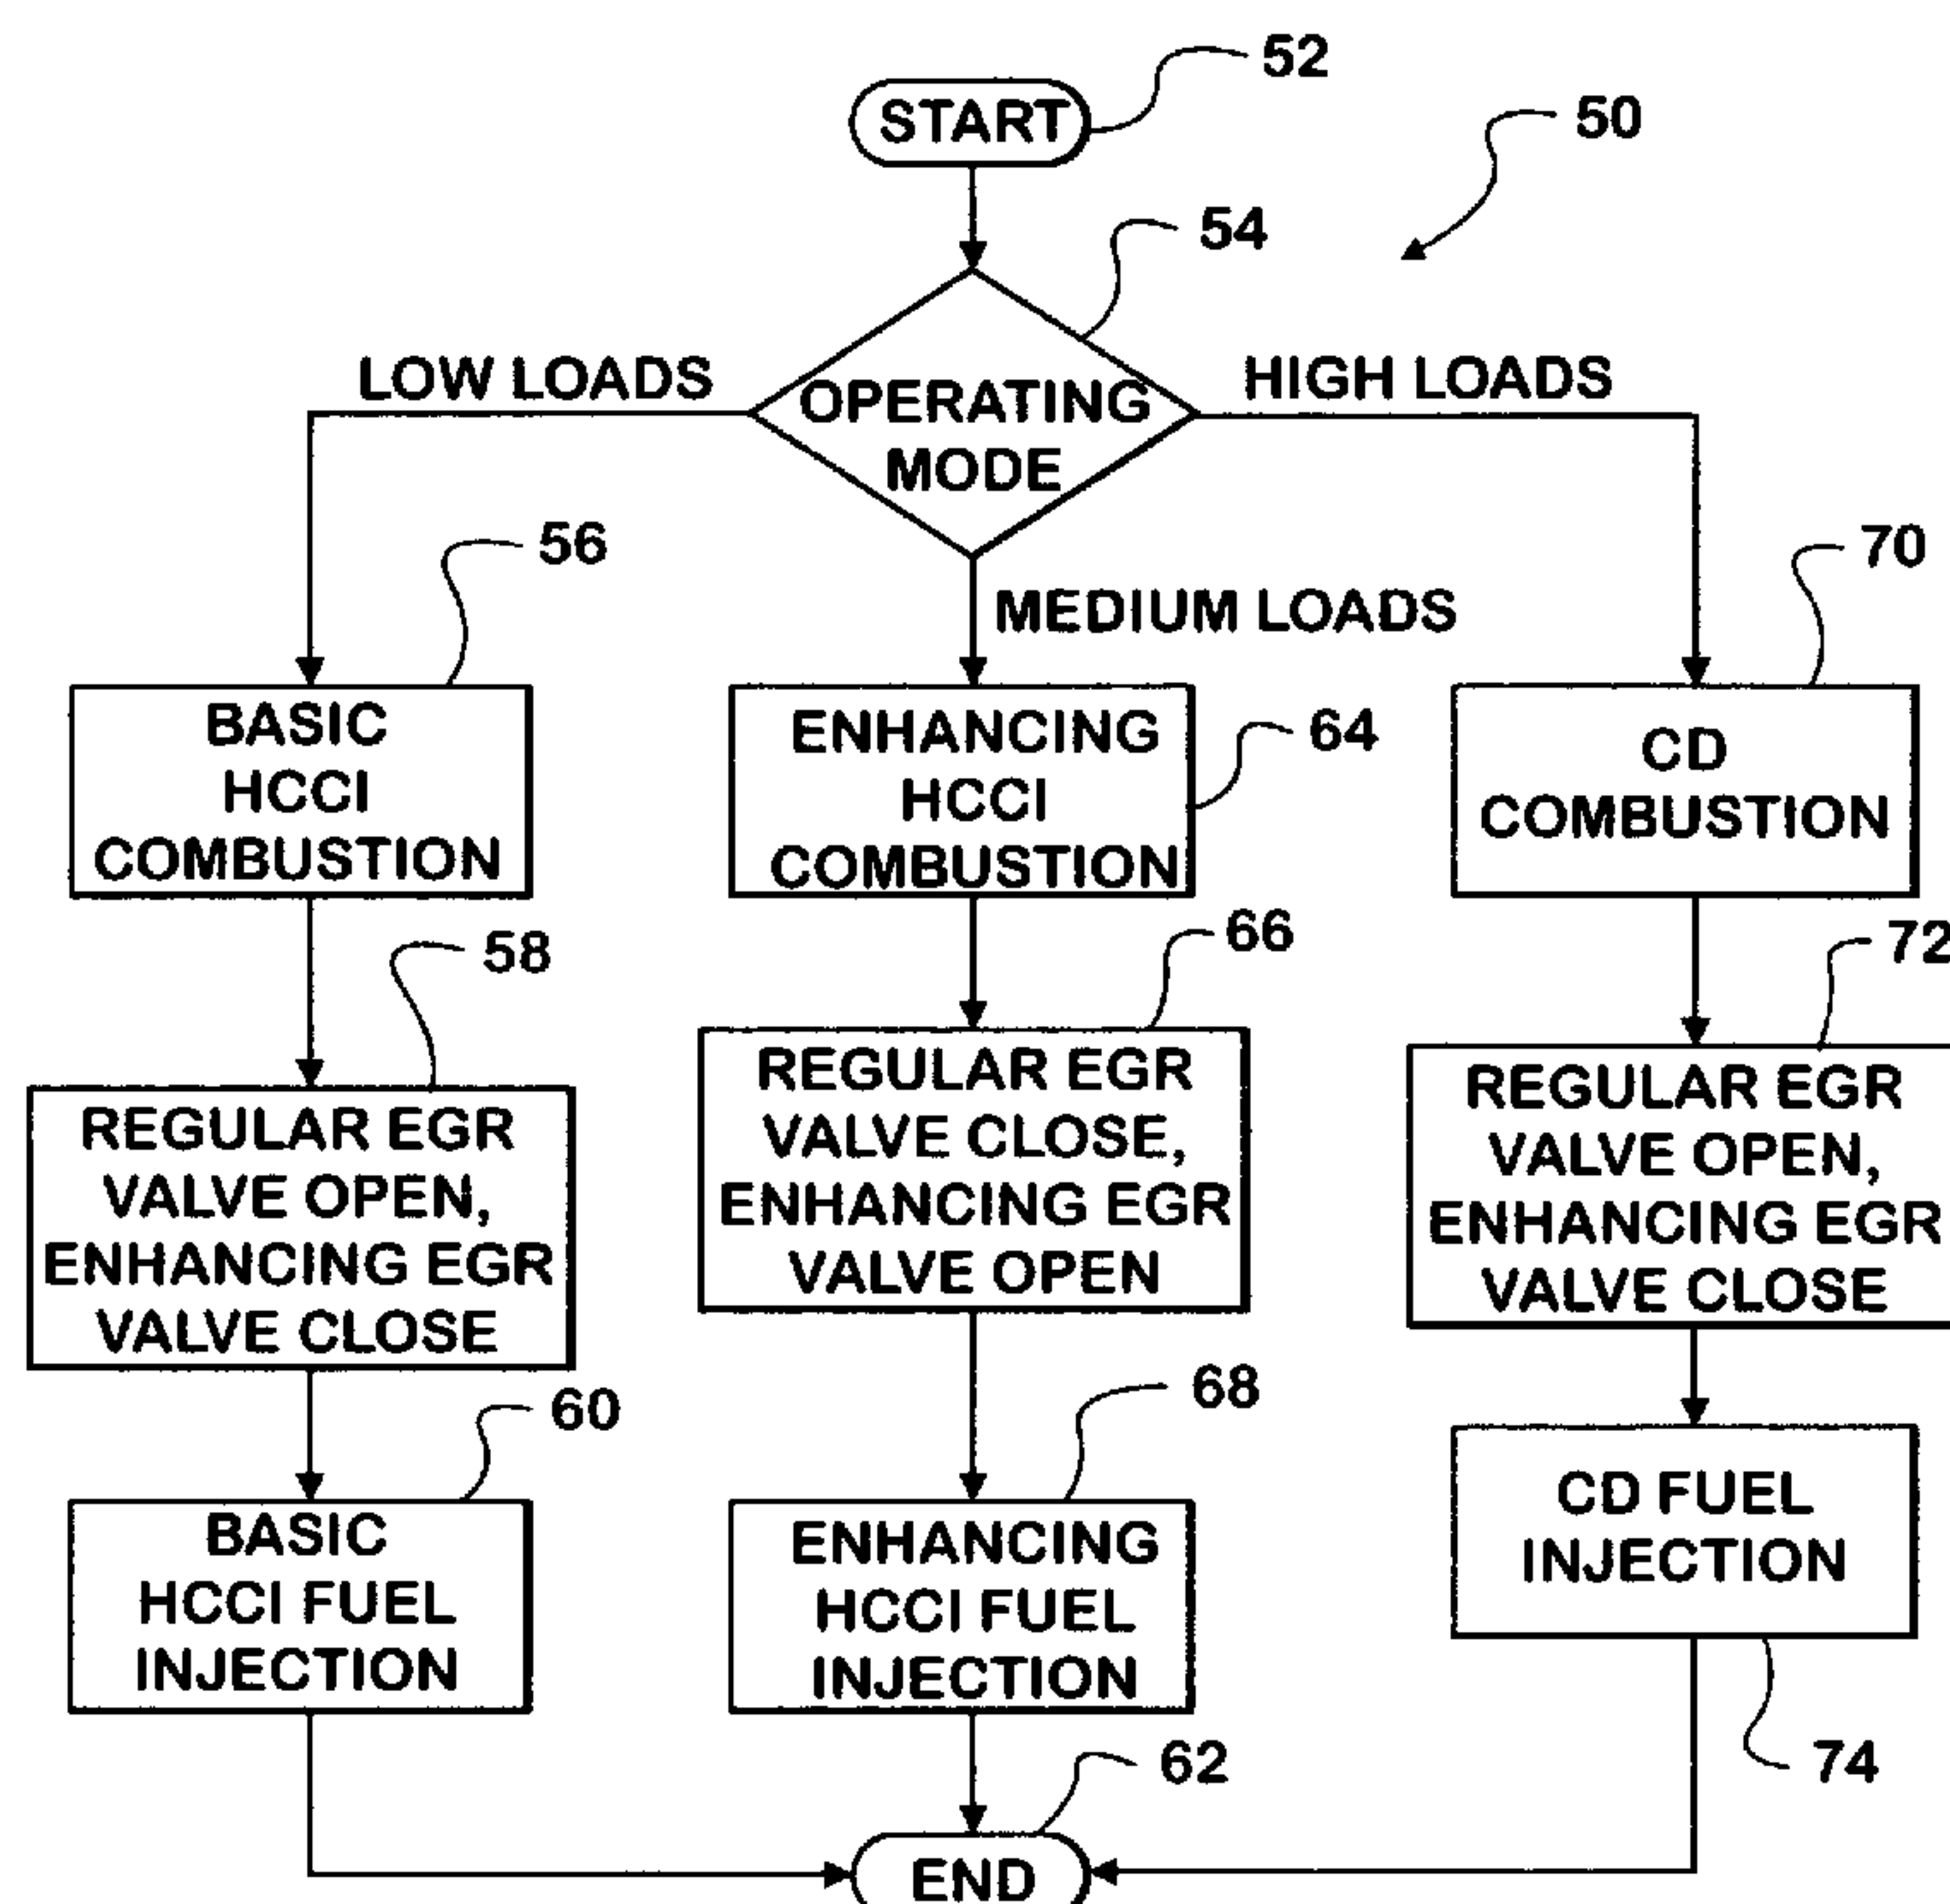 52
START
50
54
LOW LOADS
HIGH LOADS
OPERATING
MODE
56
70
MEDIUM LOADS
BASIC
HCCI
COMBUSTION
ENHANCING
HCCI
COMBUSTION
64
CD
COMBUSTION
58
66
72
REGULAR EGR
VALVE OPEN,
ENHANCING EGR
VALVE CLOSE
REGULAR EGR
VALVE CLOSE,
ENHANCING EGR
VALVE OPEN
REGULAR EGR
VALVE OPEN,
ENHANCING EGR
VALVE CLOSE
60
68
BASIC
HCCI FUEL
INJECTION
ENHANCING
HCCI FUEL
INJECTION
CD FUEL
INJECTION
62
74
END